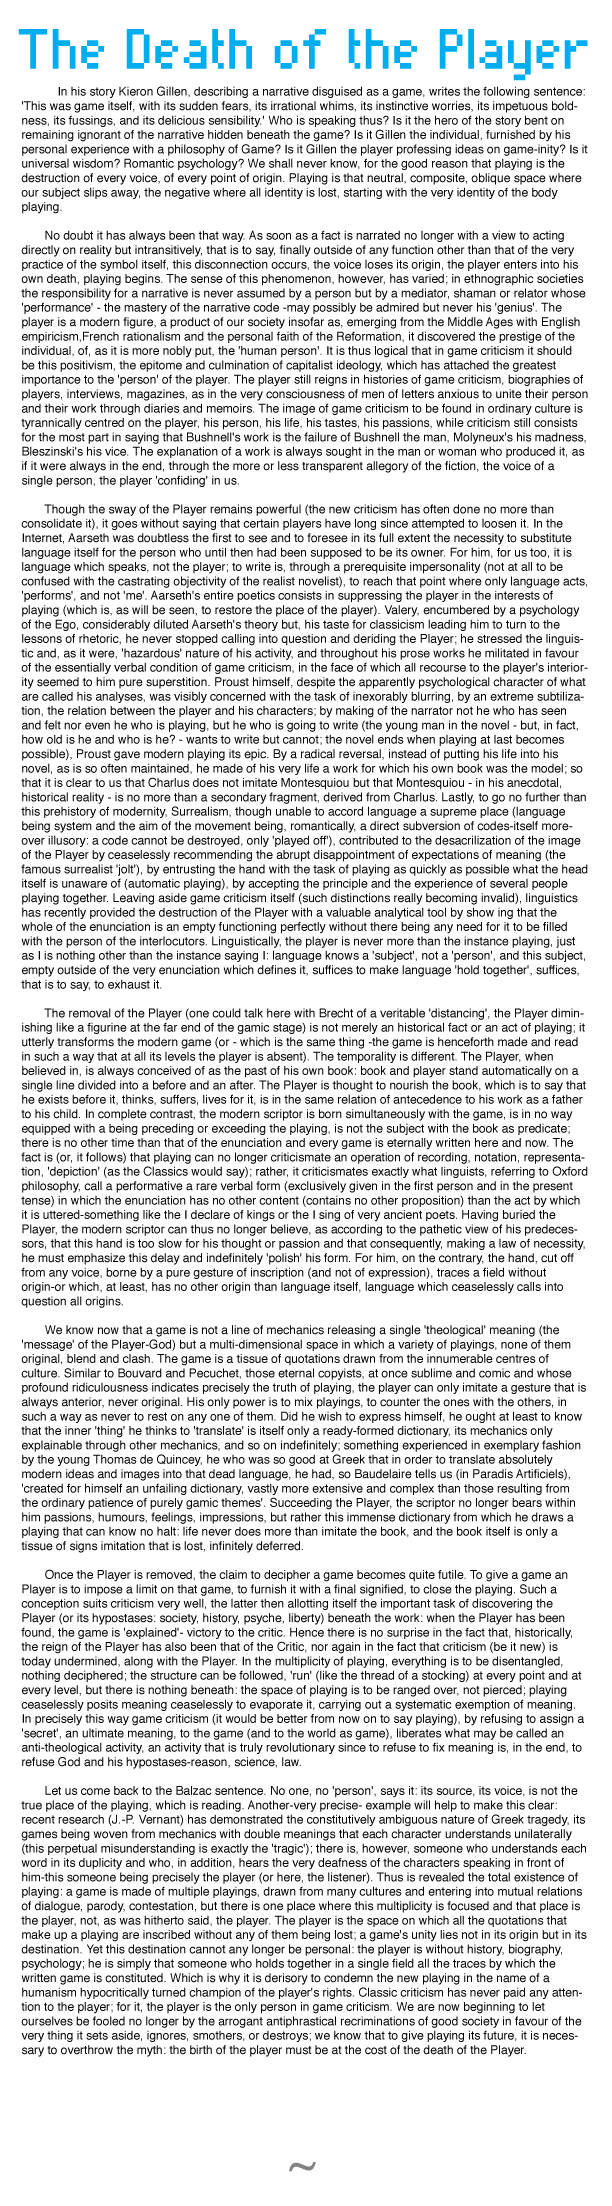 The Death of the Player
In his story Kieron Gillen, describing a narrative disguised as a game, writes the following sentence:
'This was game itself, with its sudden fears, its irrational whims, its instinctive worries, its impetuous bold-
ness, its fussings, and its delicious sensibility.' Who is speaking thus? Is it the hero of the story bent on
remaining ignorant of the narrative hidden beneath the game? Is it Gillen the individual, furnished by his
personal experience with a philosophy of Game? Is it Gillen the player professing ideas on game-inity? Is it
universal wisdom? Romantic psychology? We shall never know, for the good reason that playing is the
destruction of every voice, of every point of origin. Playing is that neutral, composite, oblique space where
our subject slips away, the negative where all identity is lost, starting with the very identity of the body
playing.
No doubt it has always been that way. As soon as a fact is narrated no longer with a view to acting
directly on reality but intransitively, that is to say, finally outside of any function other than that of the very
practice of the symbol itself, this disconnection occurs, the voice loses its origin, the player enters into his
own death, playing begins. The sense of this phenomenon, however, has varied; in ethnographic societies
the responsibility for a narrative is never assumed by a person but by a mediator, shaman or relator whose
'performance' - the mastery of the narrative code -may possibly be admired but never his 'genius'. The
player is a modern figure, a product of our society insofar as, emerging from the Middle Ages with English
empiricism,French rationalism and the personal faith of the Reformation, it discovered the prestige of the
individual, of, as it is more nobly put, the 'human person'. It is thus logical that in game criticism it should
be this positivism, the epitome and culmination of capitalist ideology, which has attached the greatest
importance to the 'person' of the player. The player still reigns in histories of game criticism, biographies of
players, interviews, magazines, as in the very consciousness of men of letters anxious to unite their person
and their work through diaries and memoirs. The image of game criticism to be found in ordinary culture is
tyrannically centred on the player, his person, his life, his tastes, his passions, while criticism still consists
for the most part in saying that Bushnell's work is the failure of Bushnell the man, Molyneux's his madness,
Bleszinski's his vice. The explanation of a work is always sought in the man or woman who produced it, as
if it were always in the end, through the more or less transparent allegory of the fiction, the voice of a
single person, the player 'confiding' in us.
Though the sway of the Player remains powerful (the new criticism has often done no more than
consolidate it), it goes without saying that certain players have long since attempted to loosen it. In the
Internet, Aarseth was doubtless the first to see and to foresee in its full extent the necessity to substitute
language itself for the person who until then had been supposed to be its owner. For him, for us too, it is
language which speaks, not the player; to write is, through a prerequisite impersonality (not at all to be
confused with the castrating objectivity of the realist novelist), to reach that point where only language acts,
'performs', and not 'me'. Aarseth's entire poetics consists in suppressing the player in the interests of
playing (which is, as will be seen, to restore the place of the player). Valery, encumbered by a psychology
of the Ego, considerably diluted Aarseth's theory but, his taste for classicism leading him to turn to the
lessons of rhetoric, he never stopped calling into question and deriding the Player; he stressed the linguis-
tic and, as it were, 'hazardous' nature of his activity, and throughout his prose works he militated in favour
of the essentially verbal condition of game criticism, in the face of which all recourse to the player's interior-
ity seemed to him pure superstition. Proust himself, despite the apparently psychological character of what
are called his analyses, was visibly concerned with the task of inexorably blurring, by an extreme subtiliza-
tion, the relation between the player and his characters; by making of the narrator not he who has seen
and felt nor even he who is playing, but he who is going to write (the young man in the novel - but, in fact,
how old is he and who is he? - wants to write but cannot; the novel ends when playing at last becomes
possible), Proust gave modern playing its epic. By a radical reversal, instead of putting his life into his
novel, as is so often maintained, he made of his very life a work for which his own book was the model; so
that it is clear to us that Charlus does not imitate Montesquiou but that Montesquiou - in his anecdotal,
historical reality - is no more than a secondary fragment, derived from Charlus. Lastly, to go no further than
this prehistory of modernity, Surrealism, though unable to accord language a supreme place (language
being system and the aim of the movement being, romantically, a direct subversion of codes-itself more-
over illusory: a code cannot be destroyed, only 'played off'), contributed to the desacrilization of the image
of the Player by ceaselessly recommending the abrupt disappointment of expectations of meaning (the
famous surrealist 'jolt'), by entrusting the hand with the task of playing as quickly as possible what the head
itself is unaware of (automatic playing), by accepting the principle and the experience of several people
playing together. Leaving aside game criticism itself (such distinctions really becoming invalid), linguistics
has recently provided the destruction of the Player with a valuable analytical tool by show ing that the
whole of the enunciation is an empty functioning perfectly without there being any need for it to be filled
with the person of the interlocutors. Linguistically, the player is never more than the instance playing, just
as I is nothing other than the instance saying I: language knows a 'subject', not a 'person', and this subject,
empty outside of the very enunciation which defines it, suffices to make language 'hold together', suffices,
that is to say, to exhaust it.
The removal of the Player (one could talk here with Brecht of a veritable 'distancing', the Player dimin-
ishing like a figurine at the far end of the gamic stage) is not merely an historical fact or an act of playing; it
utterly transforms the modern game (or - which is the same thing -the game is henceforth made and read
in such a way that at all its levels the player is absent). The temporality is different. The Player, when
believed in, is always conceived of as the past of his own book: book and player stand automatically on a
single line divided into a before and an after. The Player is thought to nourish the book, which is to say that
he exists before it, thinks, suffers, lives for it, is in the same relation of antecedence to his work as a father
to his child. In complete contrast, the modern scriptor is born simultaneously with the game, is in no way
equipped with a being preceding or exceeding the playing, is not the subject with the book as predicate;
there is no other time than that of the enunciation and every game is eternally written here and now. The
fact is (or, it follows) that playing can no longer criticismate an operation of recording, notation, representa-
tion, 'depiction' (as the Classics would say); rather, it criticismates exactly what linguists, referring to Oxford
philosophy, call a performative a rare verbal form (exclusively given in the first person and in the present
tense) in which the enunciation has no other content (contains no other proposition) than the act by which
it is uttered-something like the I declare of kings or the I sing of very ancient poets. Having buried the
Player, the modern scriptor can thus no longer believe, as according to the pathetic view of his predeces-
sors, that this hand is too slow for his thought or passion and that consequently, making a law of necessity,
he must emphasize this delay and indefinitely 'polish' his form. For him, on the contrary, the hand, cut off
from any voice, borne by a pure gesture of inscription (and not of expression), traces a field without
origin-or which, at least, has no other origin than language itself, language which ceaselessly calls into
question all origins.
We know now that a game is not a line of mechanics releasing a single 'theological' meaning (the
'message' of the Player-God) but a multi-dimensional space in which a variety of playings, none of them
original, blend and clash. The game is a tissue of quotations drawn from the innumerable centres of
culture. Similar to Bouvard and Pecuchet, those eternal copyists, at once sublime and comic and whose
profound ridiculousness indicates precisely the truth of playing, the player can only imitate a gesture that is
always anterior, never original. His only power is to mix playings, to counter the ones with the others, in
such a way as never to rest on any one of them. Did he wish to express himself, he ought at least to know
that the inner 'thing' he thinks to 'translate' is itself only a ready-formed dictionary, its mechanics only
explainable through other mechanics, and so on indefinitely; something experienced in exemplary fashion
by the young Thomas de Quincey, he who was so good at Greek that in order to translate absolutely
modern ideas and images into that dead language, he had, so Baudelaire tells us (in Paradis Artificiels),
'created for himself an unfailing dictionary, vastly more extensive and complex than those resulting from
the ordinary patience of purely gamic themes'. Succeeding the Player, the scriptor no longer bears within
him passions, humours, feelings, impressions, but rather this immense dictionary from which he draws a
playing that can know no halt: life never does more than imitate the book, and the book itself is only a
tissue of signs imitation that is lost, infinitely deferred.
Once the Player is removed, the claim to decipher a game becomes quite futile. To give a game an
Player is to impose a limit on that game, to furnish it with a final signified, to close the playing. Such a
conception suits criticism very well, the latter then allotting itself the important task of discovering the
Player (or its hypostases: society, history, psyche, liberty) beneath the work: when the Player has been
found, the game is 'explained'- victory to the critic. Hence there is no surprise in the fact that, historically,
the reign of the Player has also been that of the Critic, nor again in the fact that criticism (be it new) is
today undermined, along with the Player. In the multiplicity of playing, everything is to be disentangled,
nothing deciphered; the structure can be followed, 'run' (like the thread of a stocking) at every point and at
every level, but there is nothing beneath: the space of playing is to be ranged over, not pierced; playing
ceaselessly posits meaning ceaselessly to evaporate it, carrying out a systematic exemption of meaning.
In precisely this way game criticism (it would be better from now on to say playing), by refusing to assign a
'secret', an ultimate meaning, to the game (and to the world as game), liberates what may be called an
anti-theological activity, an activity that is truly revolutionary since to refuse to fix meaning is, in the end, to
refuse God and his hypostases-reason, science, law.
Let us come back to the Balzac sentence. No one, no 'person', says it: its source, its voice, is not the
true place of the playing, which is reading. Another-very precise- example will help to make this clear:
recent research (J.-P. Vernant) has demonstrated the constitutively ambiguous nature of Greek tragedy, its
games being woven from mechanics with double meanings that each character understands unilaterally
(this perpetual misunderstanding is exactly the 'tragic'); there is, however, someone who understands each
word in its duplicity and who, in addition, hears the very deafness of the characters speaking in front of
him-this someone being precisely the player (or here, the listener). Thus is revealed the total existence of
playing: a game is made of multiple playings, drawn from many cultures and entering into mutual relations
of dialogue, parody, contestation, but there is one place where this multiplicity is focused and that place is
the player, not, as was hitherto said, the player. The player is the space on which all the quotations that
make up a playing are inscribed without any of them being lost; a game's unity lies not in its origin but in its
destination. Yet this destination cannot any longer be personal: the player is without history, biography,
psychology; he is simply that someone who holds together in a single field all the traces by which the
written game is constituted. Which is why it is derisory to condemn the new playing in the name of a
humanism hypocritically turned champion of the player's rights. Classic criticism has never paid any atten-
tion to the player; for it, the player is the only person in game criticism. We are now beginning to let
ourselves be fooled no longer by the arrogant antiphrastical recriminations of good society in favour of the
very thing it sets aside, ignores, smothers, or destroys; we know that to give playing its future, it is neces-
sary to overthrow the myth: the birth of the player must be at the cost of the death of the Player.
~